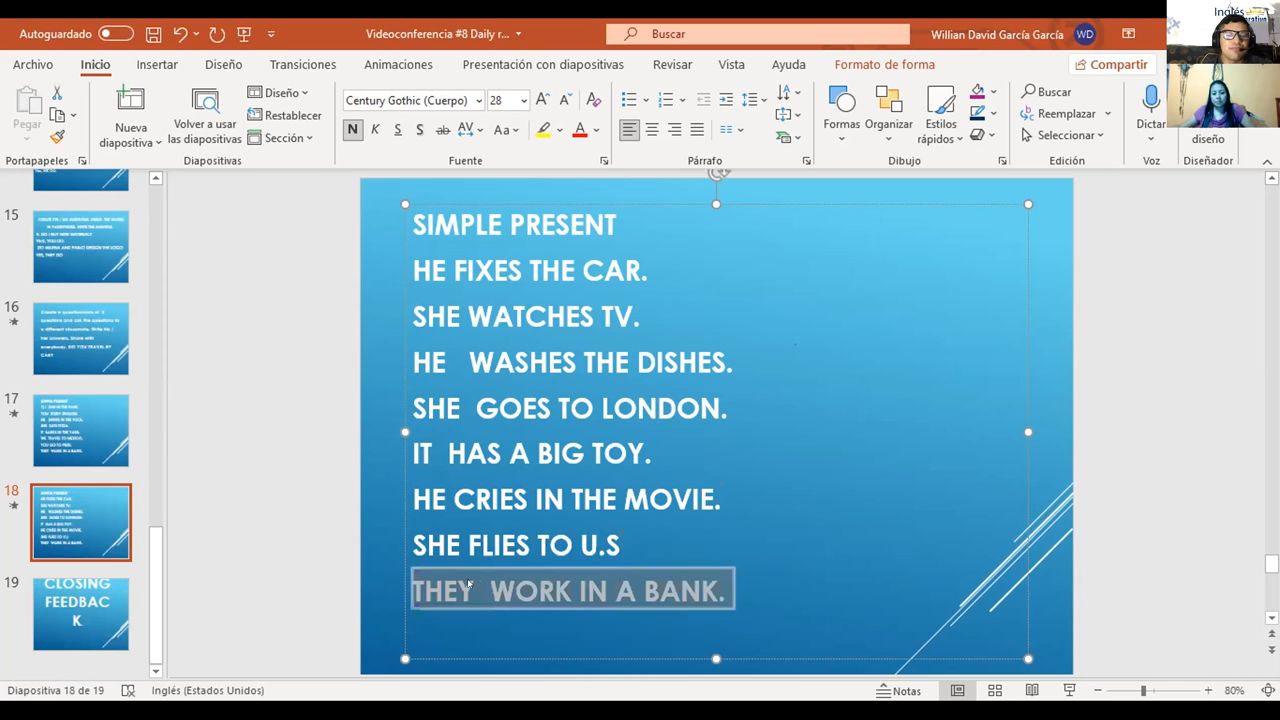 Autoguardado
Videoconferencia #8 Daily r...
Buscar
Willian David García García
WD
Inglés
Archivo
Inicio
Insertar
Diseño
Transiciones
Animaciones
Presentación con diapositivas
Revisar
Vista
Ayuda
Formato de forma
Compartir
Pegar
Nueva
diapositiva
Volver a usar
las diapositivas
Diseño
Restablecer
Sección
Century Gothic (Cuerpo)
28
N K S S ab AV Aa A
Formas
Organizar
Estilos
rápidos
Buscar
Reemplazar
Seleccionar
Dictar
diseño
Portapapeles
Diapositivas
Fuente
Párrafo
Dibujo
Edición
Voz
Diseñador
15
16
17
18
19
CLOSING
FEEDBAC
K
SIMPLE PRESENT
HE FIXES THE CAR.
SHE WATCHES TV.
HE WASHES THE DISHES.
SHE GOES TO LONDON.
IT HAS A BIG TOY.
HE CRIES IN THE MOVIE.
SHE FLIES TO U.S
THEY WORK IN A BANK.
Diapositiva 18 de 19
Inglés (Estados Unidos)
Notas
80%